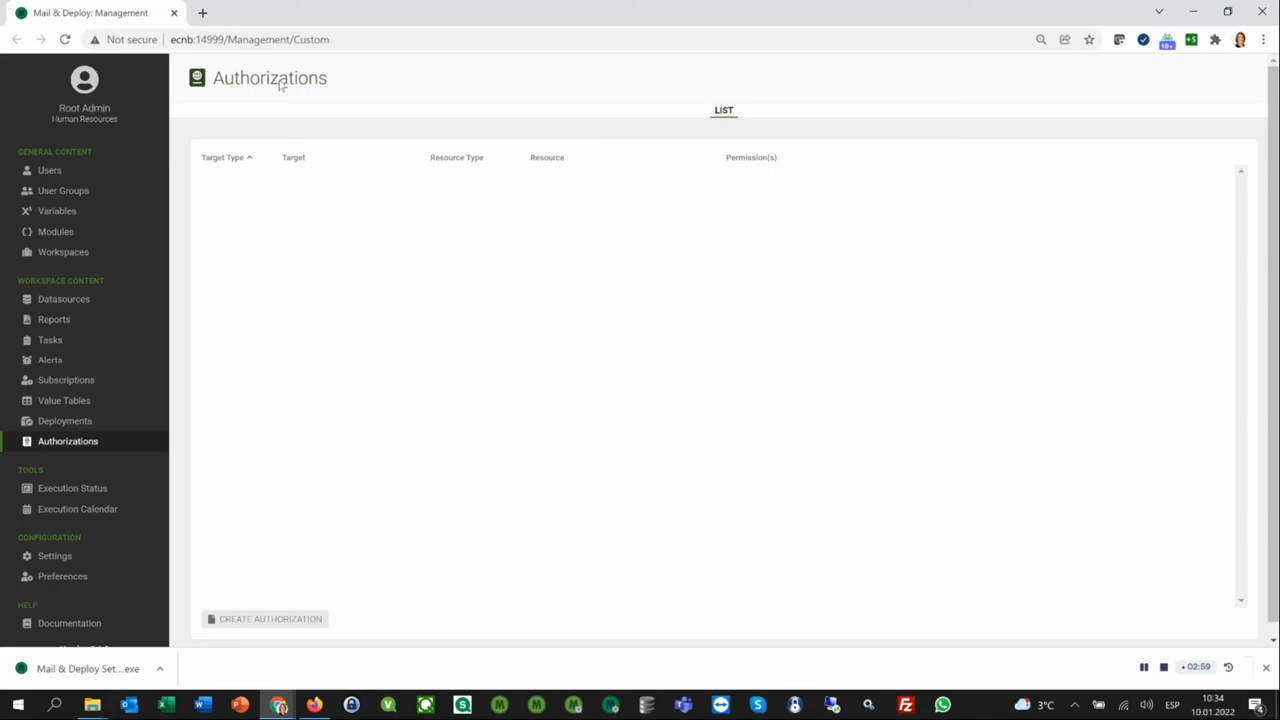 Mail & Deploy: Management
Not secure
ecnb:14999/Management/Custom
10+
Root Admin
Human Resources
GENERAL CONTENT
Users
User Groups
Variables
Modules
Workspaces
WORKSPACE CONTENT
Datasources
Reports
Tasks
Alerts
Subscriptions
Value Tables
Deployments
Authorizations
TOOLS
Execution Status
Execution Calendar
CONFIGURATION
Settings
Preferences
HELP
Documentation
Authorizations
LIST
Target Type
Target
Resource Type
Resource
Permission(s)
CREATE AUTHORIZATION
Mail & Deploy Set....exe
02:59
3°C
ESP
10:34
10.01.2022